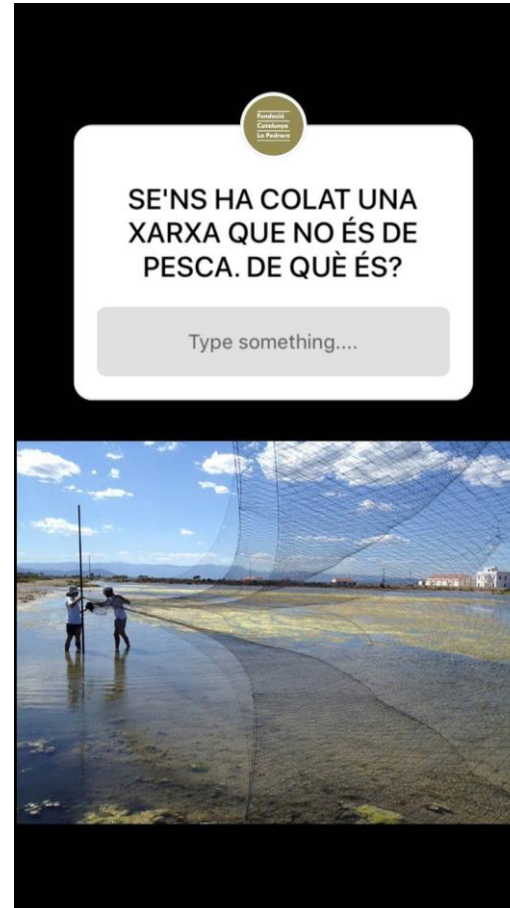 Fundació
Catalunya
La Pedrera
SE'NS HA COLAT UNA
XARXA QUE NO ÉS DE
PESCA. DE QUÈ ÉS?
Type something....